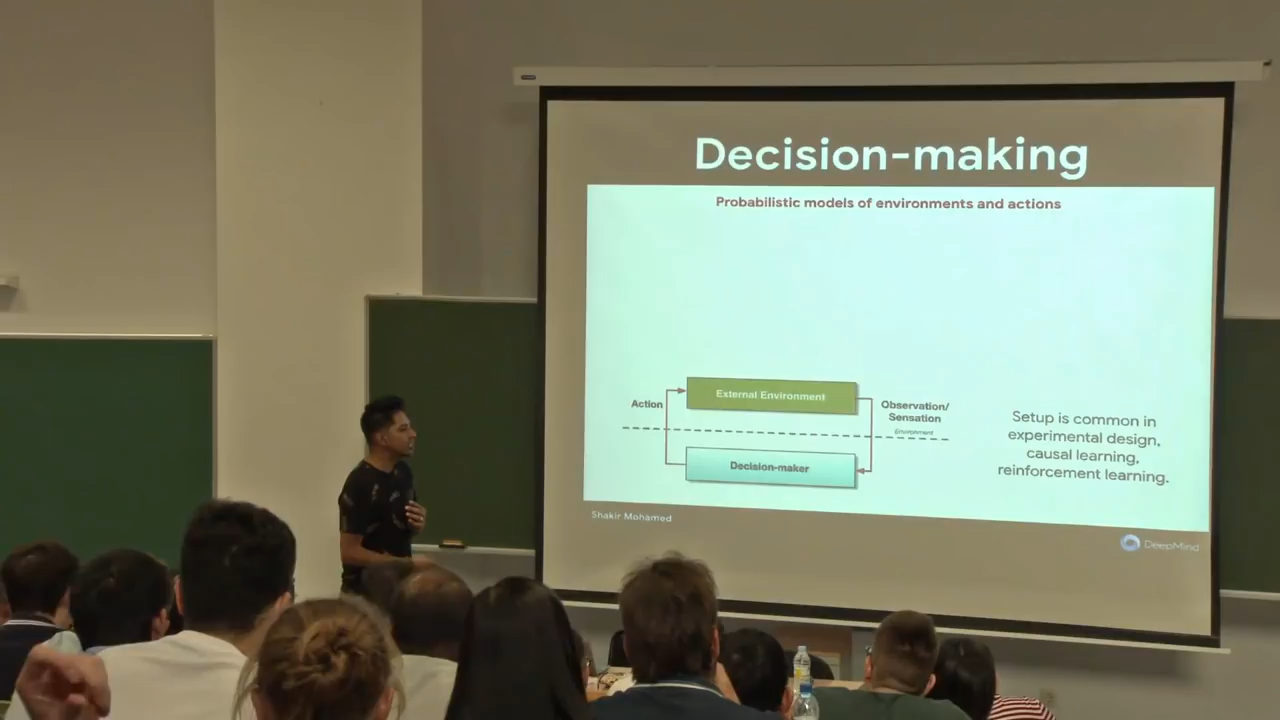 Decision-making
Probabilistic models of environments and actions
External Environment
Action
Observation/
Sensation
Environment
Decision-maker
Setup is common in
experimental design,
causal learning,
reinforcement learning.
Shakir Mohamed
DeepMind